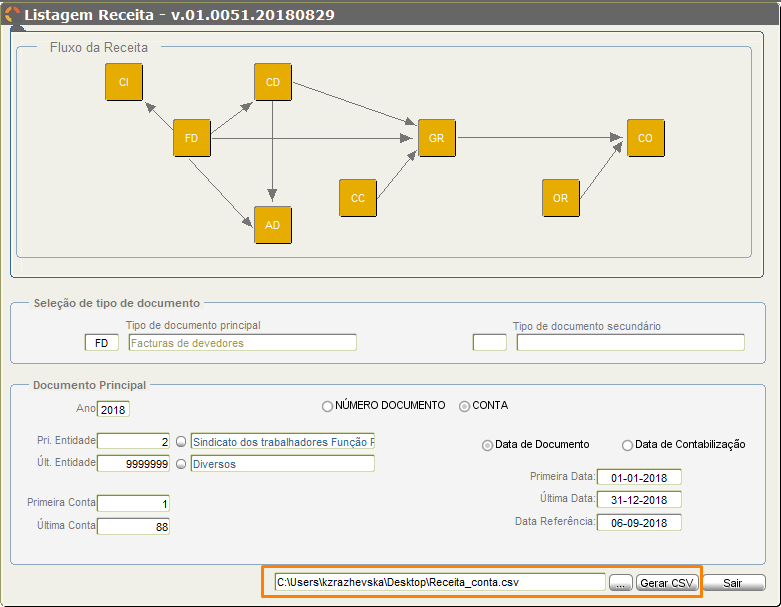 Listagem Receita - v.01.0051.20180829
Fluxo da Receita
CI
CD
FD
GR
CO
CC
OR
AD
Seleção de tipo de documento
Tipo de documento principal
Tipo de documento secundário
FD
Facturas de devedores
Documento Principal
Ano 2018
NÚMERO DOCUMENTO
CONTA
Pri. Entidade 2 Sindicato dos trabalhadores Função
Data de Documento
Data de Contabilização
Últ. Entidade 9999999 Diversos
Primeira Data: 01-01-2018
Última Data: 31-12-2018
Primeira Conta 1
Data Referência: 06-09-2018
Última Conta 88
C:\Users\kzrazhevska\Desktop\Receita_conta.csv ... Gerar CSV Sair